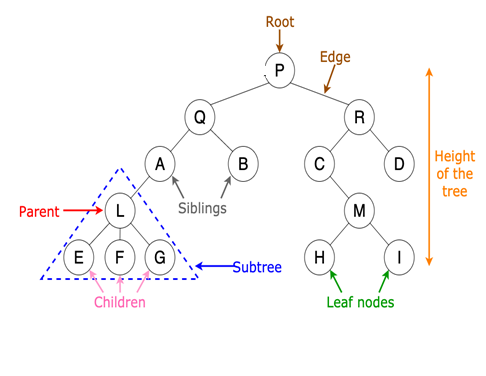 Root
Edge
P
Q
R
A
B
C
D
Height
of the
tree
Siblings
Parent
L
M
E
F
G
H
I
Subtree
Children
Leaf nodes